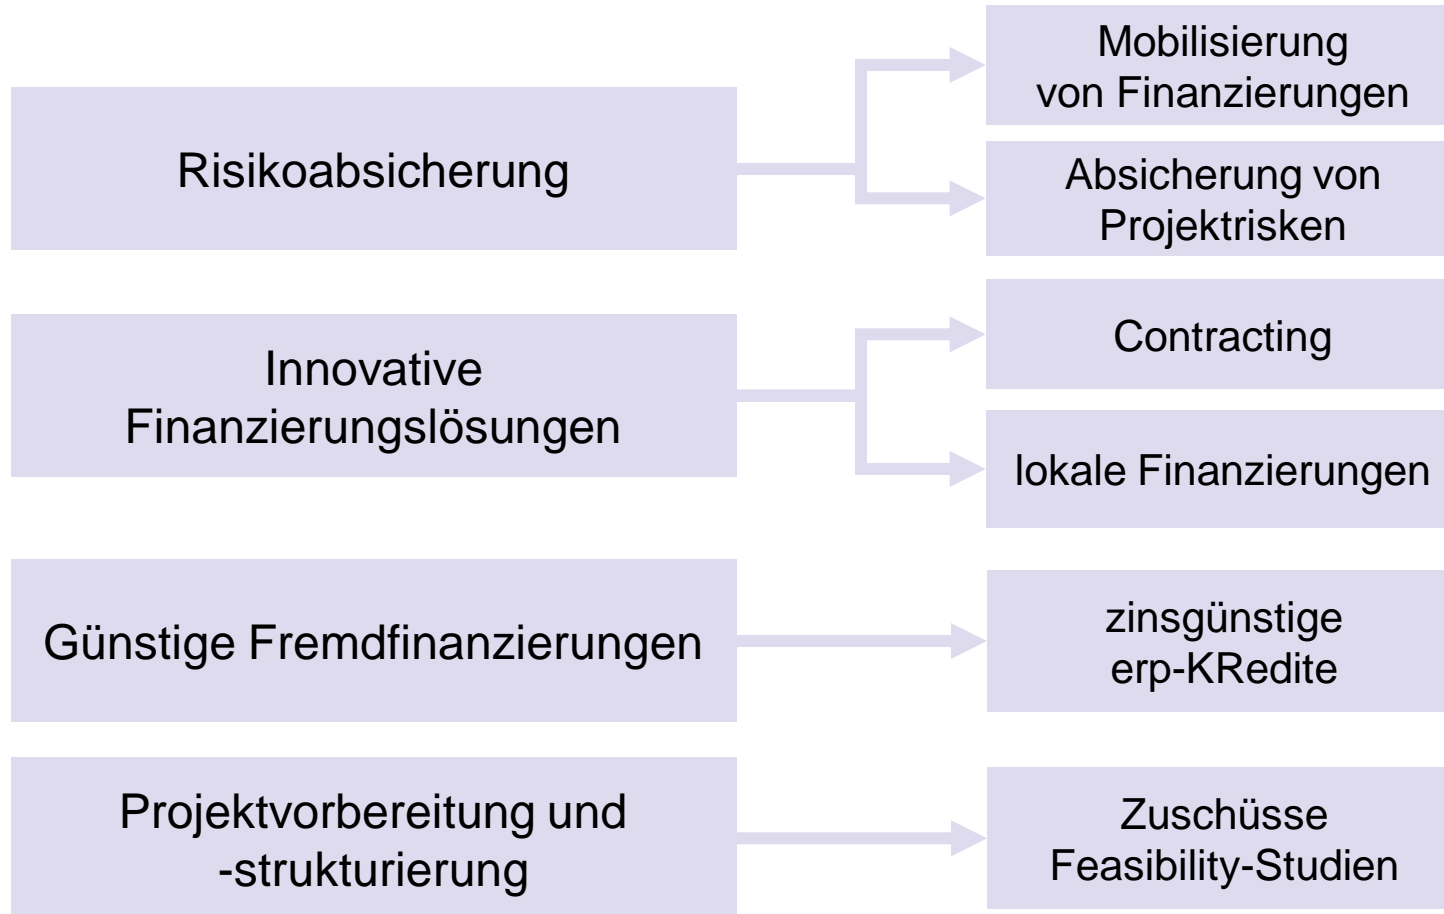 Risikoabsicherung
Mobilisierung
von Finanzierungen
Absicherung von
Projektrisken
Innovative
Finanzierungslösungen
Contracting
lokale Finanzierungen
Günstige Fremdfinanzierungen
zinsgünstige
erp-KRedite
Projektvorbereitung und
-strukturierung
Zuschüsse
Feasibility-Studien